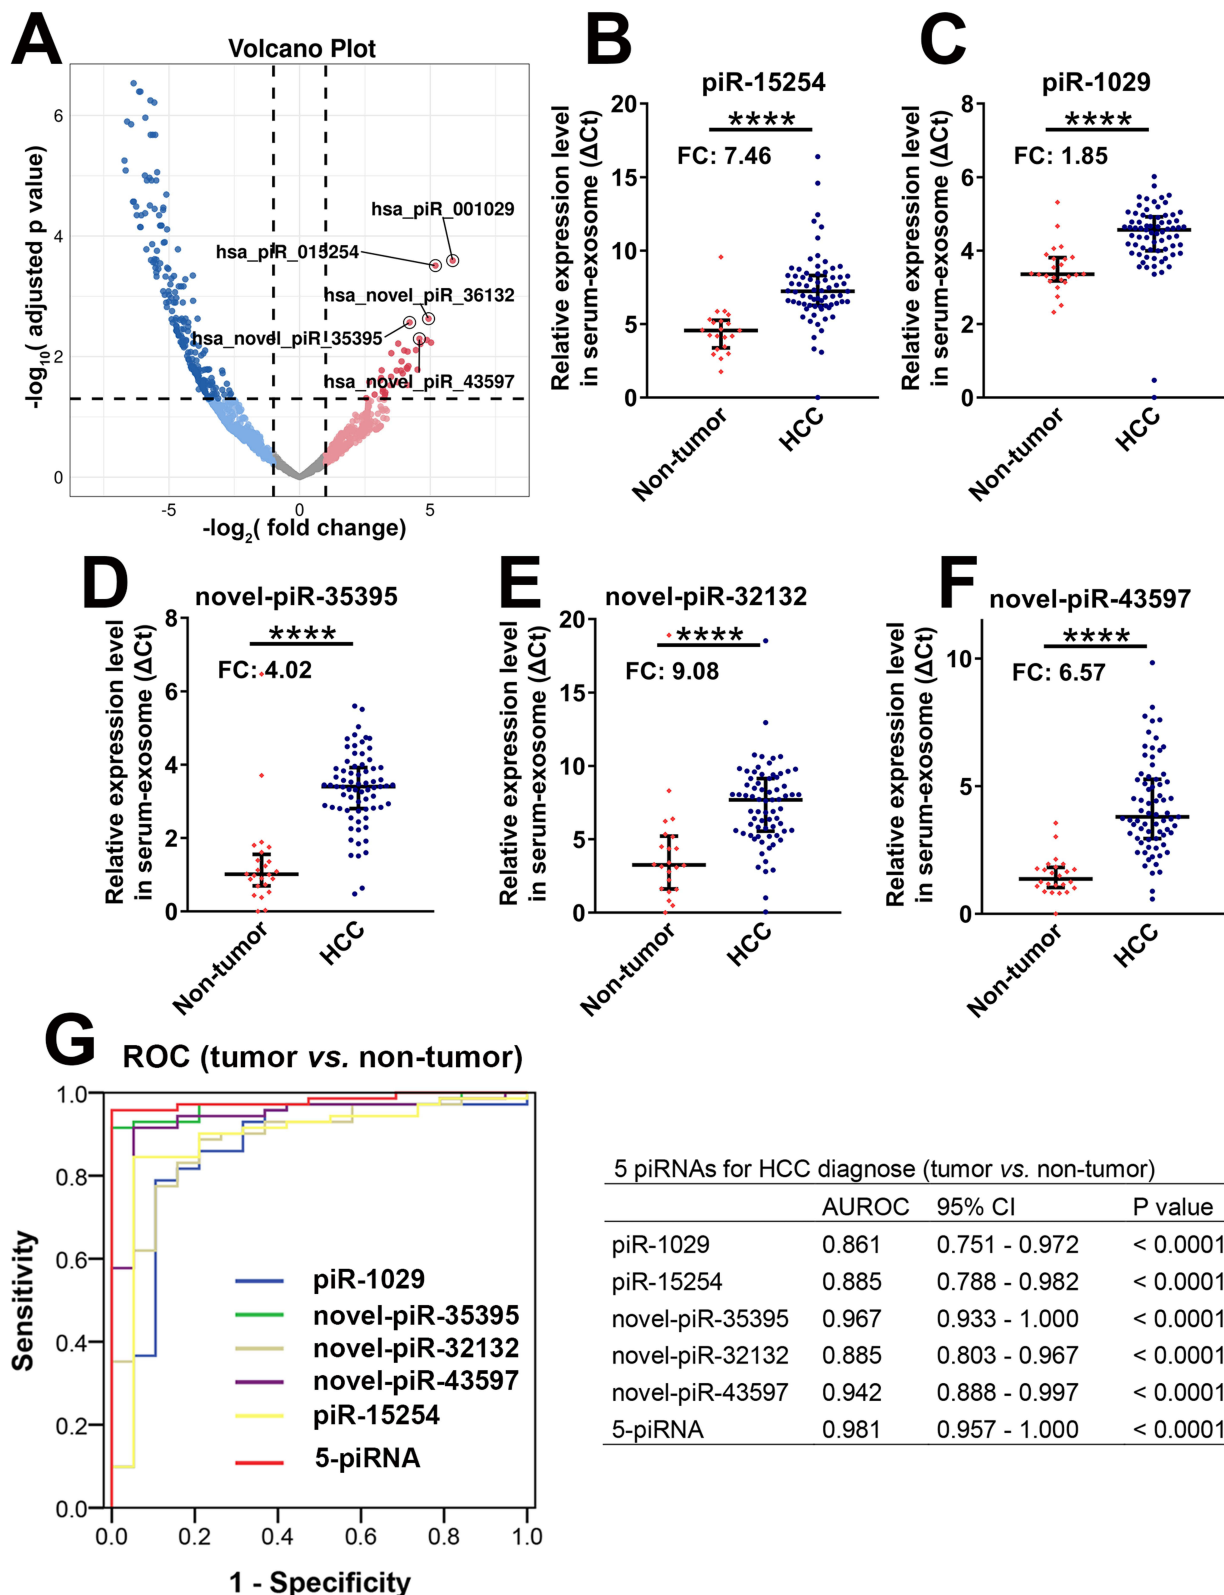 A
Volcano Plot
-log10( adjusted p value)
6
4
2
0
hsa_piR_001029
hsa_piR_015254
hsa_novel_piR_36132
hsa_novel_piR_35395
hsa_novel_piR_43597
-5
0
5
-log2( fold change)
B
piR-15254
Relative expression level
in serum-exosome (ΔCt)
20
15
10
5
0
****
FC: 7.46
Non-tumor
HCC
C
piR-1029
Relative expression level
in serum-exosome (ΔCt)
8
6
4
2
0
****
FC: 1.85
Non-tumor
HCC
D
novel-piR-35395
Relative expression level
in serum-exosome (ΔCt)
8
6
4
2
0
****
FC: 4.02
Non-tumor
HCC
E
novel-piR-32132
Relative expression level
in serum-exosome (ΔCt)
20
15
10
5
0
****
FC: 9.08
Non-tumor
HCC
F
novel-piR-43597
Relative expression level
in serum-exosome (ΔCt)
10
5
0
****
FC: 6.57
Non-tumor
HCC
G
ROC (tumor vs. non-tumor)
Sensitivity
1.0
0.8
0.6
0.4
0.2
0.0
piR-1029
novel-piR-35395
novel-piR-32132
novel-piR-43597
piR-15254
5-piRNA
0.0 0.2 0.4 0.6 0.8 1.0
1 - Specificity
5 piRNAs for HCC diagnose (tumor vs. non-tumor)
AUROC 95% CI P value
piR-1029 0.861 0.751 - 0.972 < 0.0001
piR-15254 0.885 0.788 - 0.982 < 0.0001
novel-piR-35395 0.967 0.933 - 1.000 < 0.0001
novel-piR-32132 0.885 0.803 - 0.967 < 0.0001
novel-piR-43597 0.942 0.888 - 0.997 < 0.0001
5-piRNA 0.981 0.957 - 1.000 < 0.0001